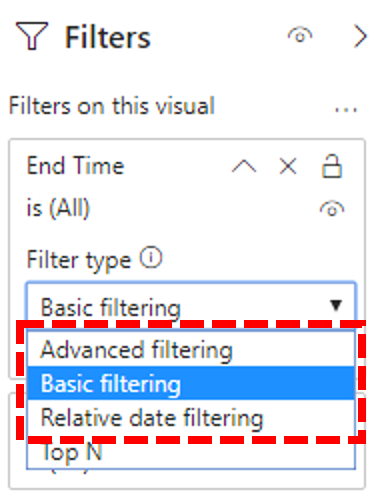 Filters
Filters on this visual
...
End Time
is (All)
Filter type
Basic filtering
Advanced filtering
Basic filtering
Relative date filtering
Top N